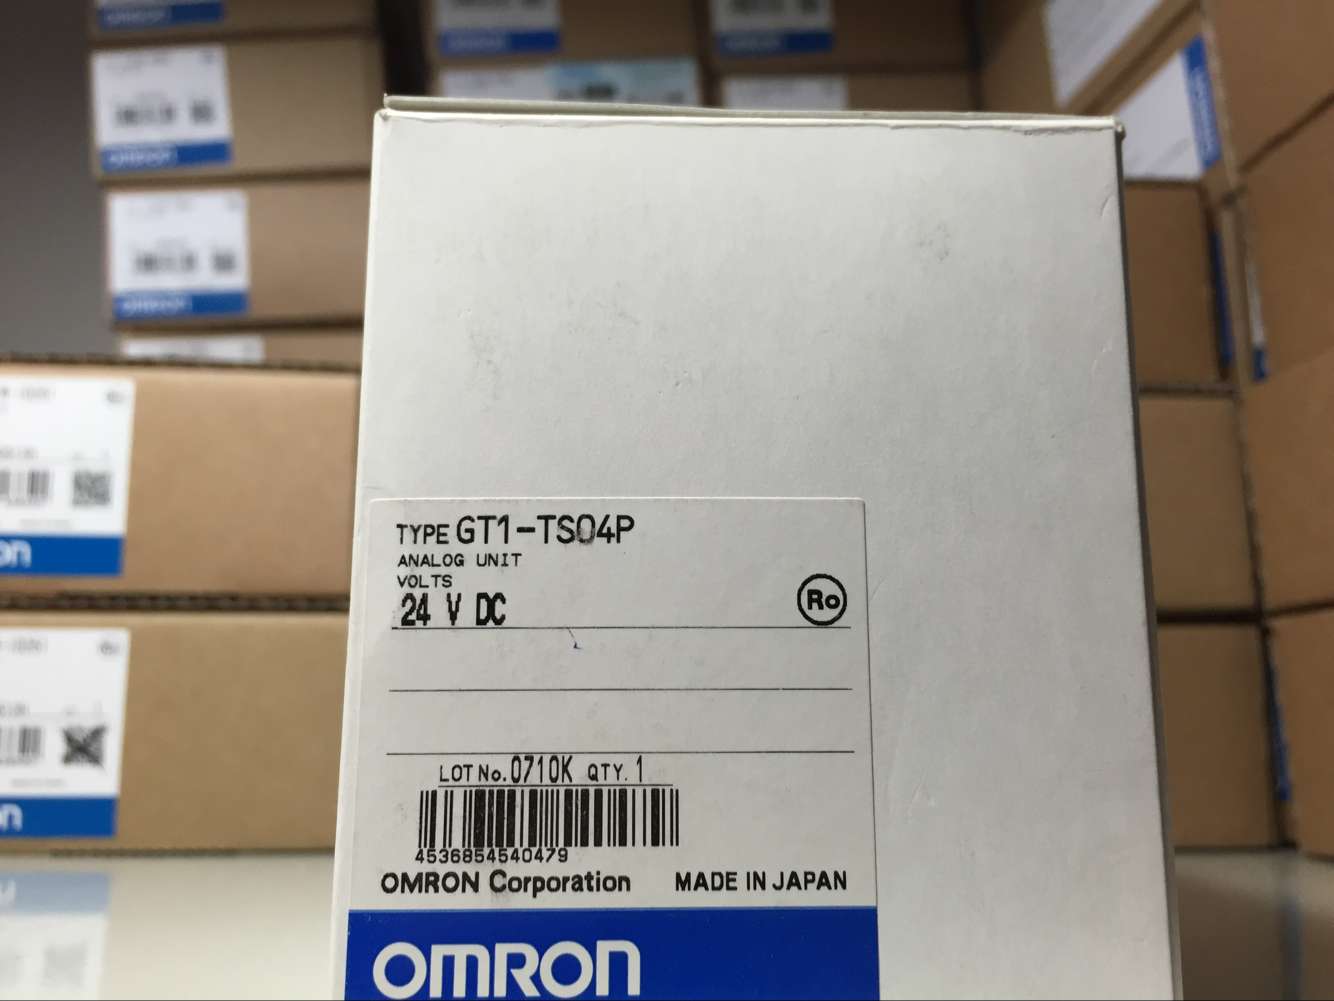 TYPE GT1-TS04P
ANALOG UNIT
VOLTS
24 V DC
Ro
LOT No. 0710K QTY. 1
4536854540479
OMRON Corporation MADE IN JAPAN
OMRON
OMRON